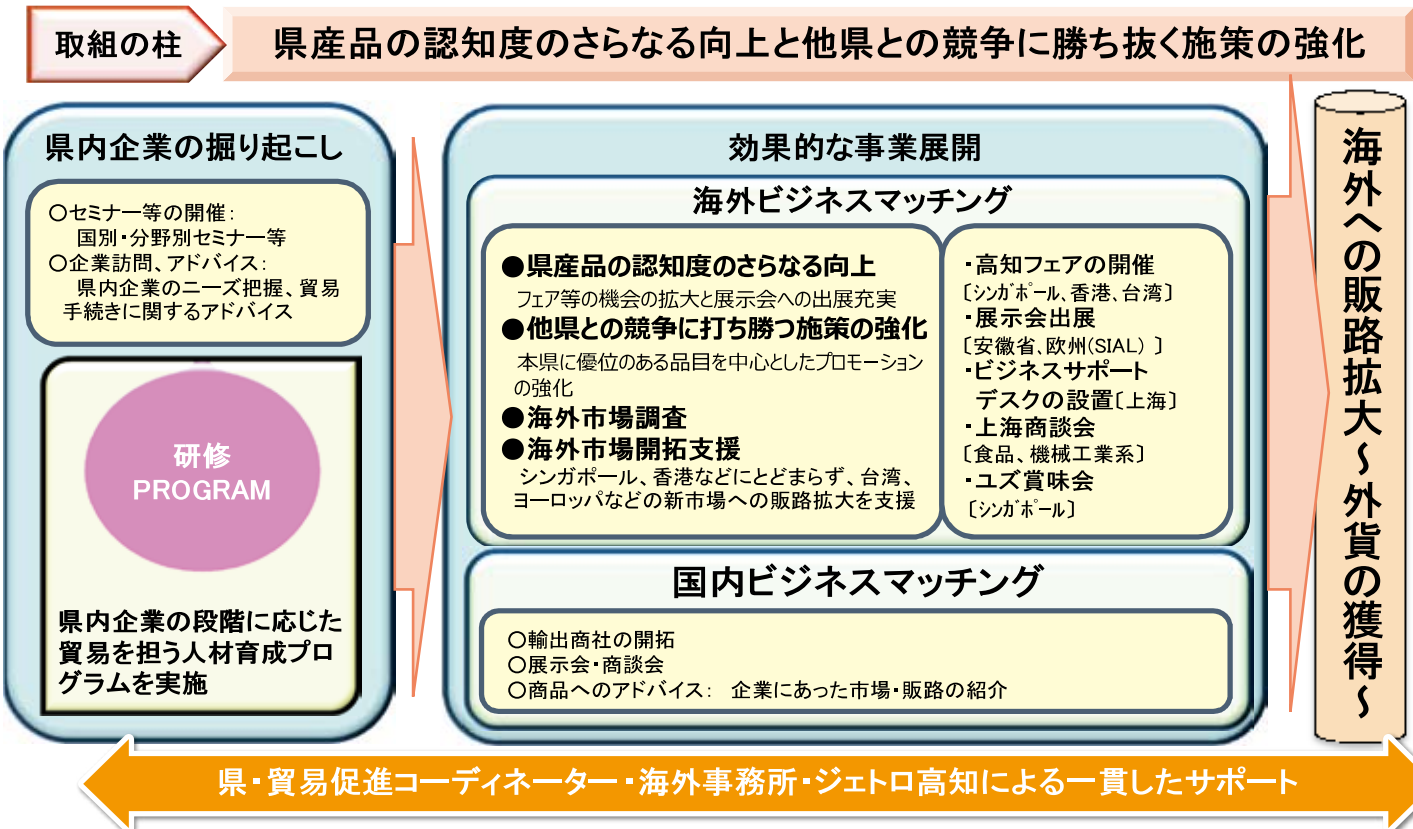 取組の柱
県産品の認知度のさらなる向上と他県との競争に勝ち抜く施策の強化
県内企業の掘り起こし
○セミナー等の開催：
国別・分野別セミナー等
○企業訪問、アドバイス：
県内企業のニーズ把握、貿易
手続きに関するアドバイス
研修
PROGRAM
県内企業の段階に応じた
貿易を担う人材育成プロ
グラムを実施
効果的な事業展開
海外ビジネスマッチング
●県産品の認知度のさらなる向上
フェア等の機会の拡大と展示会への出展充実
●他県との競争に打ち勝つ施策の強化
本県に優位のある品目を中心としたプロモーション
の強化
●海外市場調査
●海外市場開拓支援
シンガポール、香港などにとどまらず、台湾、
ヨーロッパなどの新市場への販路拡大を支援
・高知フェアの開催
〔ｼﾝｶﾞﾎﾟｰﾙ、香港、台湾〕
・展示会出展
〔安徽省、欧州(SIAL) 〕
・ビジネスサポート
デスクの設置〔上海〕
・上海商談会
〔食品、機械工業系〕
・ユズ賞味会
〔ｼﾝｶﾞﾎﾟｰﾙ〕
国内ビジネスマッチング
○輸出商社の開拓
○展示会・商談会
○商品へのアドバイス： 企業にあった市場・販路の紹介
海外への販路拡大～外貨の獲得～
県・貿易促進コーディネーター・海外事務所・ジェトロ高知による一貫したサポート